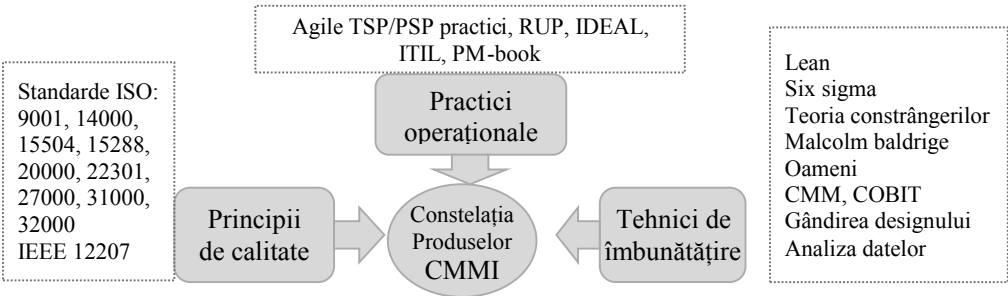 Agile TSP/PSP practici, RUP, IDEAL,
ITIL, PM-book
Standarde ISO:
9001, 14000,
15504, 15288,
20000, 22301,
27000, 31000,
32000
IEEE 12207
Practici
operaționale
Principii
de calitate
Constelația
Produselor
CMMI
Tehnici de
îmbunătățire
Lean
Six sigma
Teoria constrângerilor
Malcolm baldrige
Oameni
CMM, COBIT
Gândirea designului
Analiza datelor